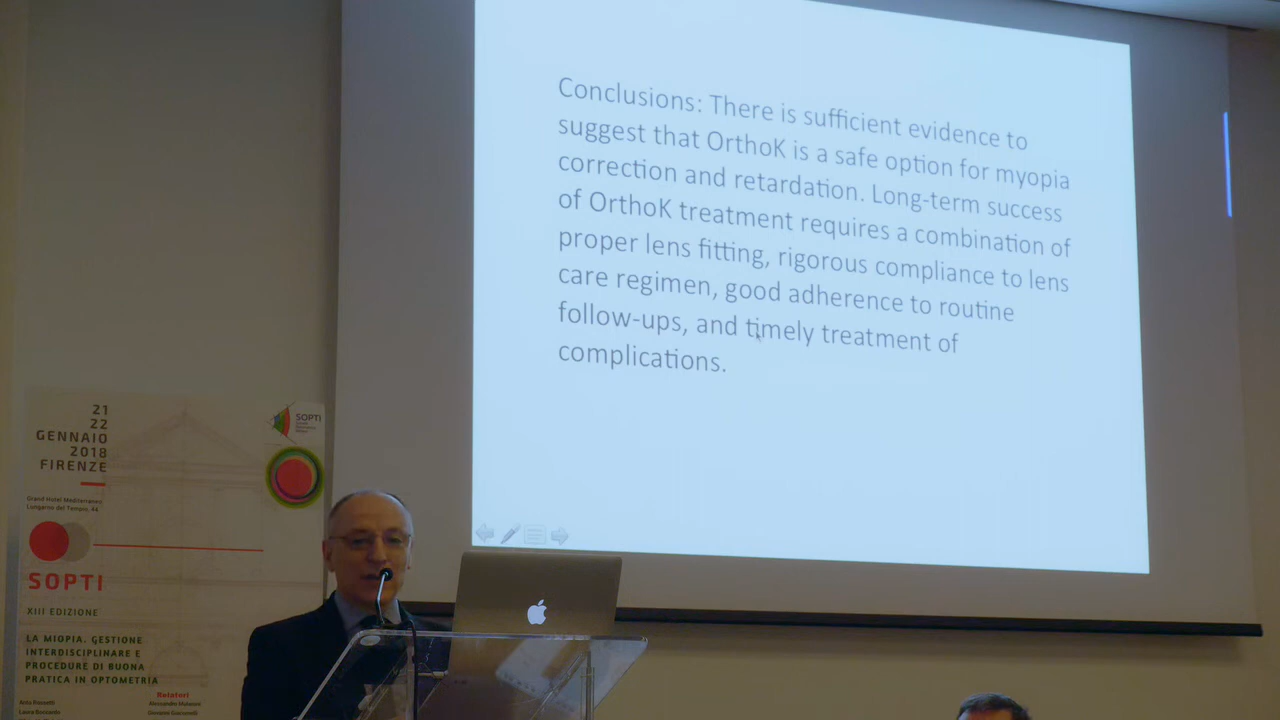 Conclusions: There is sufficient evidence to
suggest that OrthoK is a safe option for myopia
correction and retardation. Long-term success
of OrthoK treatment requires a combination of
proper lens fitting, rigorous compliance to lens
care regimen, good adherence to routine
follow-ups, and timely treatment of
complications.
21
22
GENNAIO
2018
FIRENZE
SOPTI
Grand Hotel Mediterraneo
Lungarno del Tempio, 44
SOPTI
XIII EDIZIONE
LA MIOPIA. GESTIONE
INTERDISCIPLINARE E
PROCEDURE DI BUONA
PRATICA IN OPTOMETRIA
Relatori
Laura Boccardo